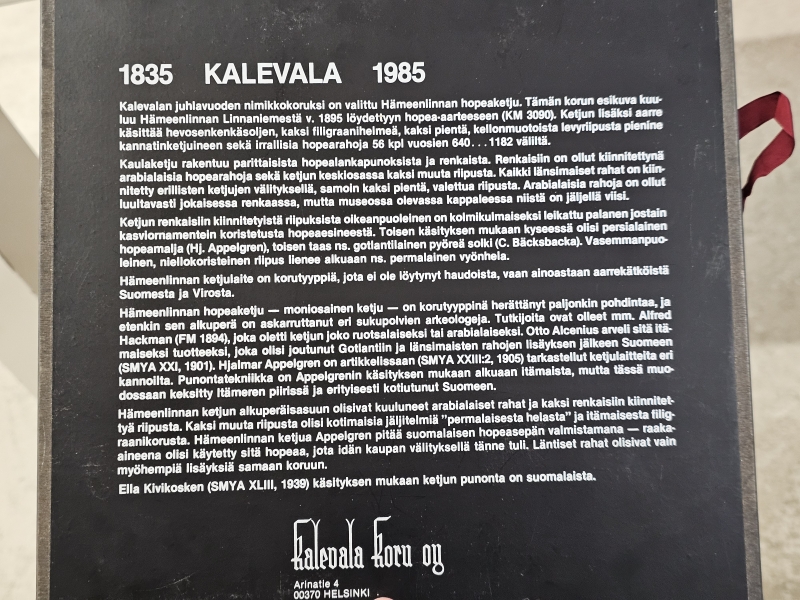 1835 KALEVALA 1985
Kalevalan juhlavuoden nimikkokoruksi on valittu Hämeenlinnan hopeaketju. Tämän korun esikuva kuu-
luu Hämeenlinnan Linnaniemestä v. 1895 löydettyyn hopea-aarteeseen (KM 3090). Ketjun lisäksi aarre
käsittää hevosenkenkäsoljen, kaksi filigraanihelmeä, kaksi pientä, kellonmuotoista levyriipusta pienine
kannatinketjuineen sekä irrallisia hopearahoja 56 kpl vuosien 640...1182 väliltä.
Kaulaketju rakentuu parittaisista hopealankapunoksista ja renkaista. Renkaisiin on ollut kiinnitettynä
arabialaisia hopearahoja sekä ketjun keskiosassa kaksi muuta riipusta. Kaikki länsimaiset rahat on kiin-
nitetty erillisten ketjujen välityksellä, samoin kaksi pientä, valettua riipusta. Arabialaisia rahoja on ollut
luultavasti jokaisessa renkaassa, mutta museossa olevassa kappaleessa niistä on jäljellä viisi.
Ketjun renkaisiin kiinnitetyistä riipuksista oikeanpuoleinen on kolmikulmaiseksi leikattu palanen jostain
kasviornamentein koristetusta hopeaesineestä. Toisen käsityksen mukaan kyseessä olisi persialainen
hopeamalja (Hj. Appelgren), toisen taas ns. gotlantilainen pyöreä solki (C. Bäcksbacka). Vasemmanpuo-
leinen, niellokoristeinen riipus lienee alkuaan ns. permalainen vyönhela.
Hämeenlinnan ketjulaite on korutyyppiä, jota ei ole löytynyt haudoista, vaan ainoastaan aarrekätköistä
Suomesta ja Virosta.
Hämeenlinnan hopeaketju — moniosainen ketju — on korutyyppinä herättänyt paljonkin pohdintaa, ja
etenkin sen alkuperä on askarruttanut eri sukupolvien arkeologeja. Tutkijoita ovat olleet mm. Alfred
Hackman (FM 1894), joka oletti ketjun joko ruotsalaiseksi tai arabialaiseksi. Otto Alcenius arveli sitä itä-
maiseksi tuotteeksi, joka olisi joutunut Gotlantiin ja länsimaisten rahojen lisäyksen jälkeen Suomeen
(SMYA XXI, 1901). Hjalmar Appelgren on artikkelissaan (SMYA XXIII:2, 1905) tarkastellut ketjulaitteita eri
kannoilta. Punontatekniikka on Appelgrenin käsityksen mukaan alkuaan itämaista, mutta tässä muo-
dossaan keksitty Itämeren piirissä ja erityisesti kotiutunut Suomeen.
Hämeenlinnan ketjun alkuperäisasuun olisivat kuuluneet arabialaiset rahat ja kaksi renkaisiin kiinnitet-
tyä riipusta. Kaksi muuta riipusta olisi kotimaisia jäljitelmiä ”permalaisesta helasta” ja itämaisesta filig-
raanikorusta. Hämeenlinnan ketjua Appelgren pitää suomalaisen hopeasepän valmistamana — raaka-
aineena olisi käytetty sitä hopeaa, jota idän kaupan välityksellä tänne tuli. Läntiset rahat olisivat vain
myöhempiä lisäyksiä samaan koruun.
Ella Kivikosken (SMYA XLIII, 1939) käsityksen mukaan ketjun punonta on suomalaista.
Kalevala Koru oy
Arinatie 4
00370 HELSINKI